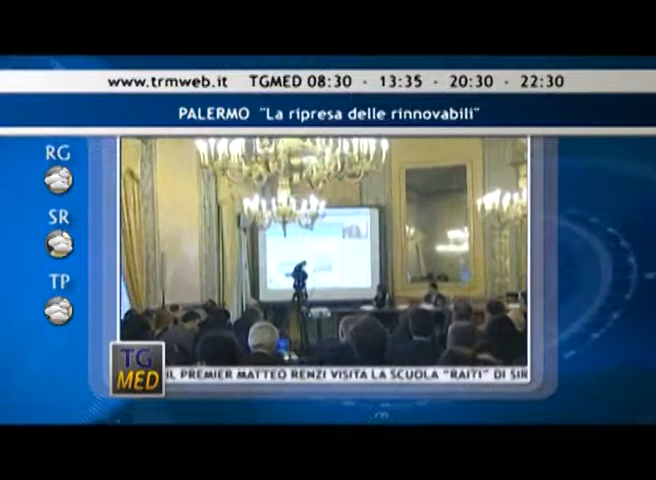 www.trmweb.it TGMED 08:30 - 13:35 - 20:30 - 22:30
PALERMO "La ripresa delle rinnovabili"
RG
SR
TP
TG
MED
IL PREMIER MATTEO RENZI VISITA LA SCUOLA "RAITI" DI SIR